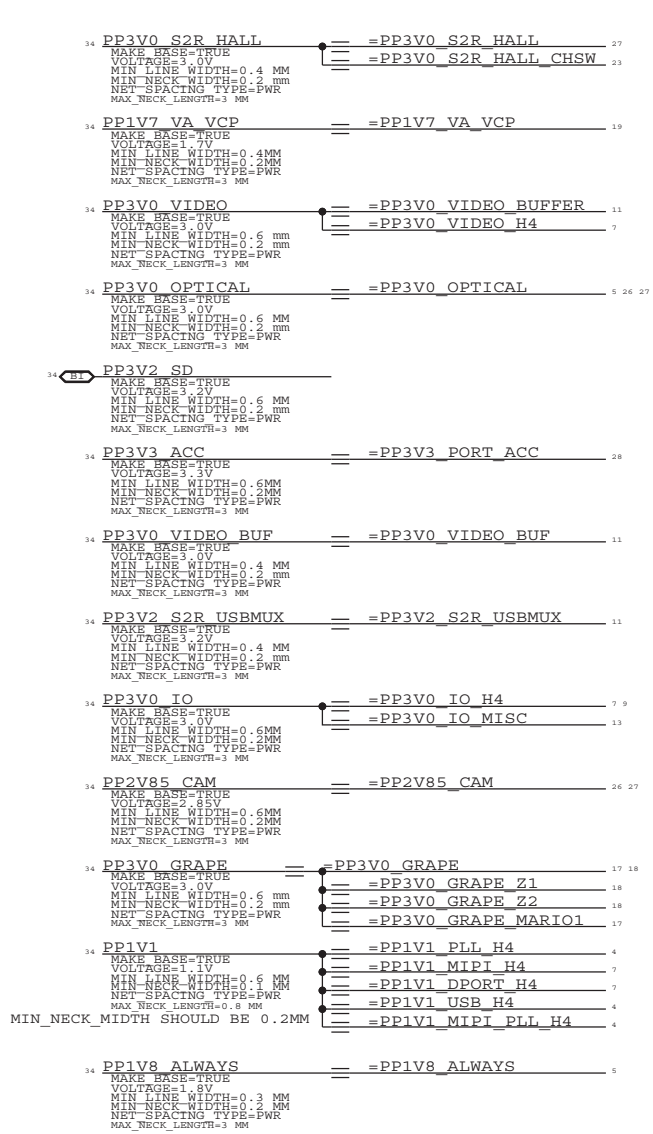 34 PP3V0_S2R_HALL =PP3V0_S2R_HALL 27
MAKE_BASE=TRUE =PP3V0_S2R_HALL_CHSW 23
VOLTAGE=3.0V
MIN_LINE_WIDTH=0.4 MM
MIN_NECK_WIDTH=0.2 mm
NET_SPACING_TYPE=PWR
MAX_NECK_LENGTH=3 MM
34 PP1V7_VA_VCP =PP1V7_VA_VCP 19
MAKE_BASE=TRUE
VOLTAGE=1.7V
MIN_LINE_WIDTH=0.4MM
MIN_NECK_WIDTH=0.2MM
NET_SPACING_TYPE=PWR
MAX_NECK_LENGTH=3 MM
34 PP3V0_VIDEO =PP3V0_VIDEO_BUFFER 11
MAKE_BASE=TRUE =PP3V0_VIDEO_H4 7
VOLTAGE=3.0V
MIN_LINE_WIDTH=0.6 mm
MIN_NECK_WIDTH=0.2 mm
NET_SPACING_TYPE=PWR
MAX_NECK_LENGTH=3 MM
34 PP3V0_OPTICAL =PP3V0_OPTICAL 5 26 27
MAKE_BASE=TRUE
VOLTAGE=3.0V
MIN_LINE_WIDTH=0.6 MM
MIN_NECK_WIDTH=0.2 mm
NET_SPACING_TYPE=PWR
MAX_NECK_LENGTH=3 MM
34 BI PP3V2_SD
MAKE_BASE=TRUE
VOLTAGE=3.2V
MIN_LINE_WIDTH=0.6 MM
MIN_NECK_WIDTH=0.2 mm
NET_SPACING_TYPE=PWR
MAX_NECK_LENGTH=3 MM
34 PP3V3_ACC =PP3V3_PORT_ACC 28
MAKE_BASE=TRUE
VOLTAGE=3.3V
MIN_LINE_WIDTH=0.6MM
MIN_NECK_WIDTH=0.2MM
NET_SPACING_TYPE=PWR
MAX_NECK_LENGTH=3 MM
34 PP3V0_VIDEO_BUF =PP3V0_VIDEO_BUF 11
MAKE_BASE=TRUE
VOLTAGE=3.0V
MIN_LINE_WIDTH=0.4 MM
MIN_NECK_WIDTH=0.2 mm
NET_SPACING_TYPE=PWR
MAX_NECK_LENGTH=3 MM
34 PP3V2_S2R_USBMUX =PP3V2_S2R_USBMUX 11
MAKE_BASE=TRUE
VOLTAGE=3.2V
MIN_LINE_WIDTH=0.4 MM
MIN_NECK_WIDTH=0.2 mm
NET_SPACING_TYPE=PWR
MAX_NECK_LENGTH=3 MM
34 PP3V0_IO =PP3V0_IO_H4 7 9
MAKE_BASE=TRUE =PP3V0_IO_MISC 13
VOLTAGE=3.0V
MIN_LINE_WIDTH=0.6MM
MIN_NECK_WIDTH=0.2MM
NET_SPACING_TYPE=PWR
MAX_NECK_LENGTH=3 MM
34 PP2V85_CAM =PP2V85_CAM 26 27
MAKE_BASE=TRUE
VOLTAGE=2.85V
MIN_LINE_WIDTH=0.6MM
MIN_NECK_WIDTH=0.2MM
NET_SPACING_TYPE=PWR
MAX_NECK_LENGTH=3 MM
34 PP3V0_GRAPE =PP3V0_GRAPE 17 18
MAKE_BASE=TRUE =PP3V0_GRAPE_Z1 18
VOLTAGE=3.0V
MIN_LINE_WIDTH=0.6 mm =PP3V0_GRAPE_Z2 18
MIN_NECK_WIDTH=0.2 mm
NET_SPACING_TYPE=PWR =PP3V0_GRAPE_MARIO1 17
MAX_NECK_LENGTH=3 MM
34 PP1V1 =PP1V1_PLL_H4 4
MAKE_BASE=TRUE =PP1V1_MIPI_H4 7
VOLTAGE=1.1V
MIN_LINE_WIDTH=0.6 MM =PP1V1_DPORT_H4 7
MIN_NECK_WIDTH=0.1 MM
NET_SPACING_TYPE=PWR =PP1V1_USB_H4 4
MAX_NECK_LENGTH=0.8 MM
MIN_NECK_MIDTH SHOULD BE 0.2MM =PP1V1_MIPI_PLL_H4 4
34 PP1V8_ALWAYS =PP1V8_ALWAYS 5
MAKE_BASE=TRUE
VOLTAGE=1.8V
MIN_LINE_WIDTH=0.3 MM
MIN_NECK_WIDTH=0.2 MM
NET_SPACING_TYPE=PWR
MAX_NECK_LENGTH=3 MM